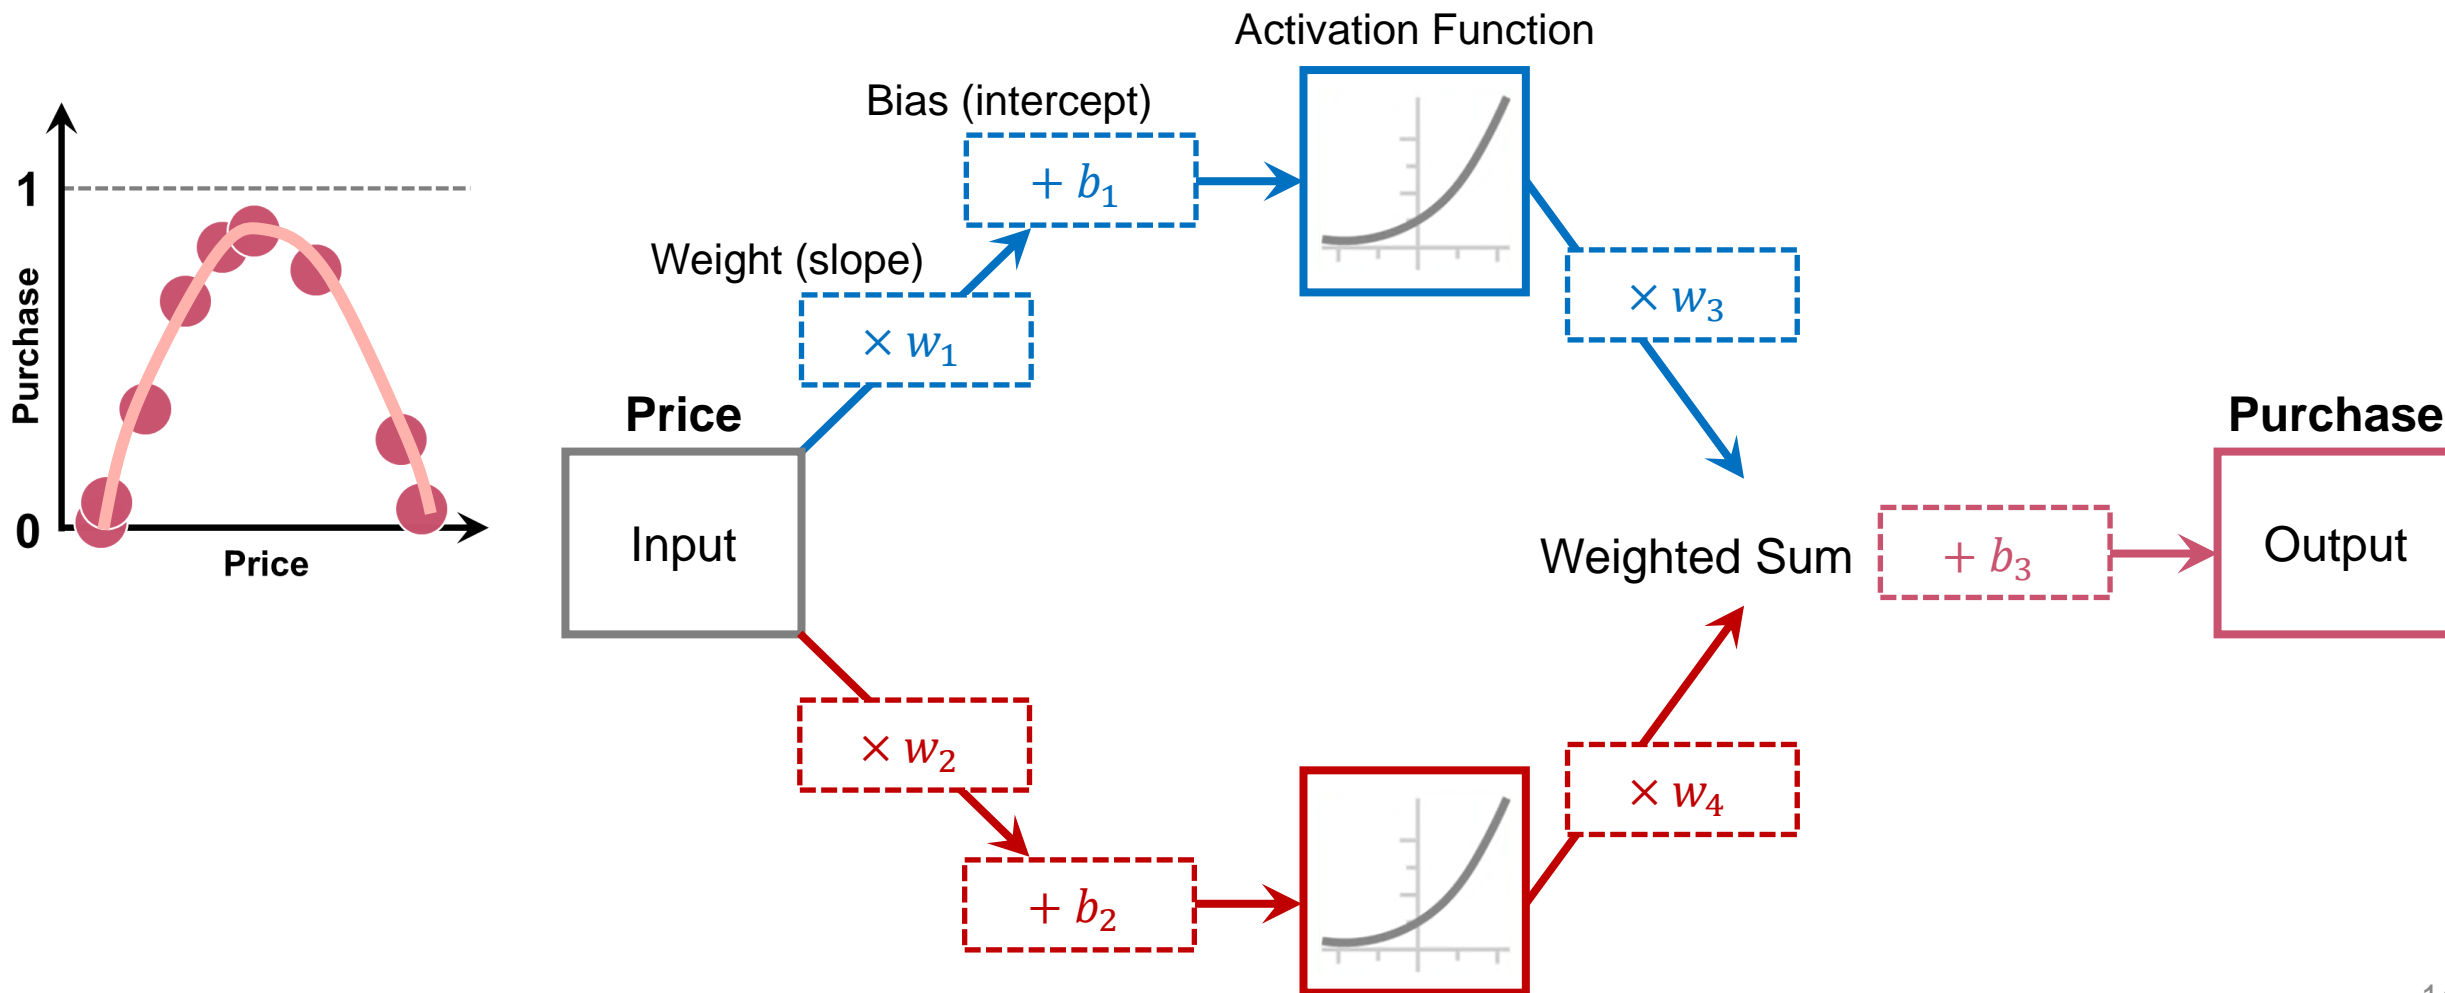 Activation Function
Bias (intercept)
+ b₁
Weight (slope)
× w₁
× w₃
1
Purchase
0
Price
Price
Input
Weighted Sum
+ b₃
Purchase
Output
× w₂
× w₄
+ b₂